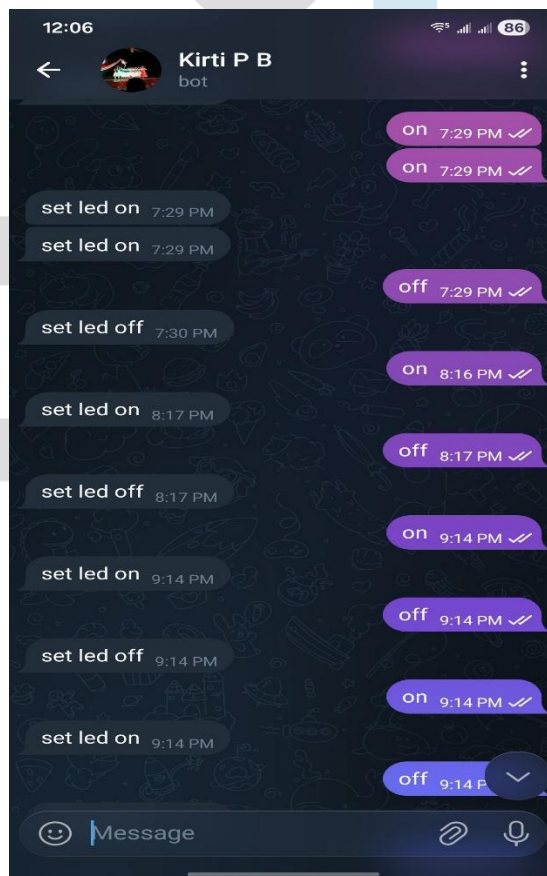 12:06
86
Kirti P B
bot
on 7:29 PM
on 7:29 PM
set led on 7:29 PM
set led on 7:29 PM
off 7:29 PM
set led off 7:30 PM
on 8:16 PM
set led on 8:17 PM
off 8:17 PM
set led off 8:17 PM
on 9:14 PM
set led on 9:14 PM
off 9:14 PM
set led off 9:14 PM
on 9:14 PM
set led on 9:14 PM
off 9:14 P
Message